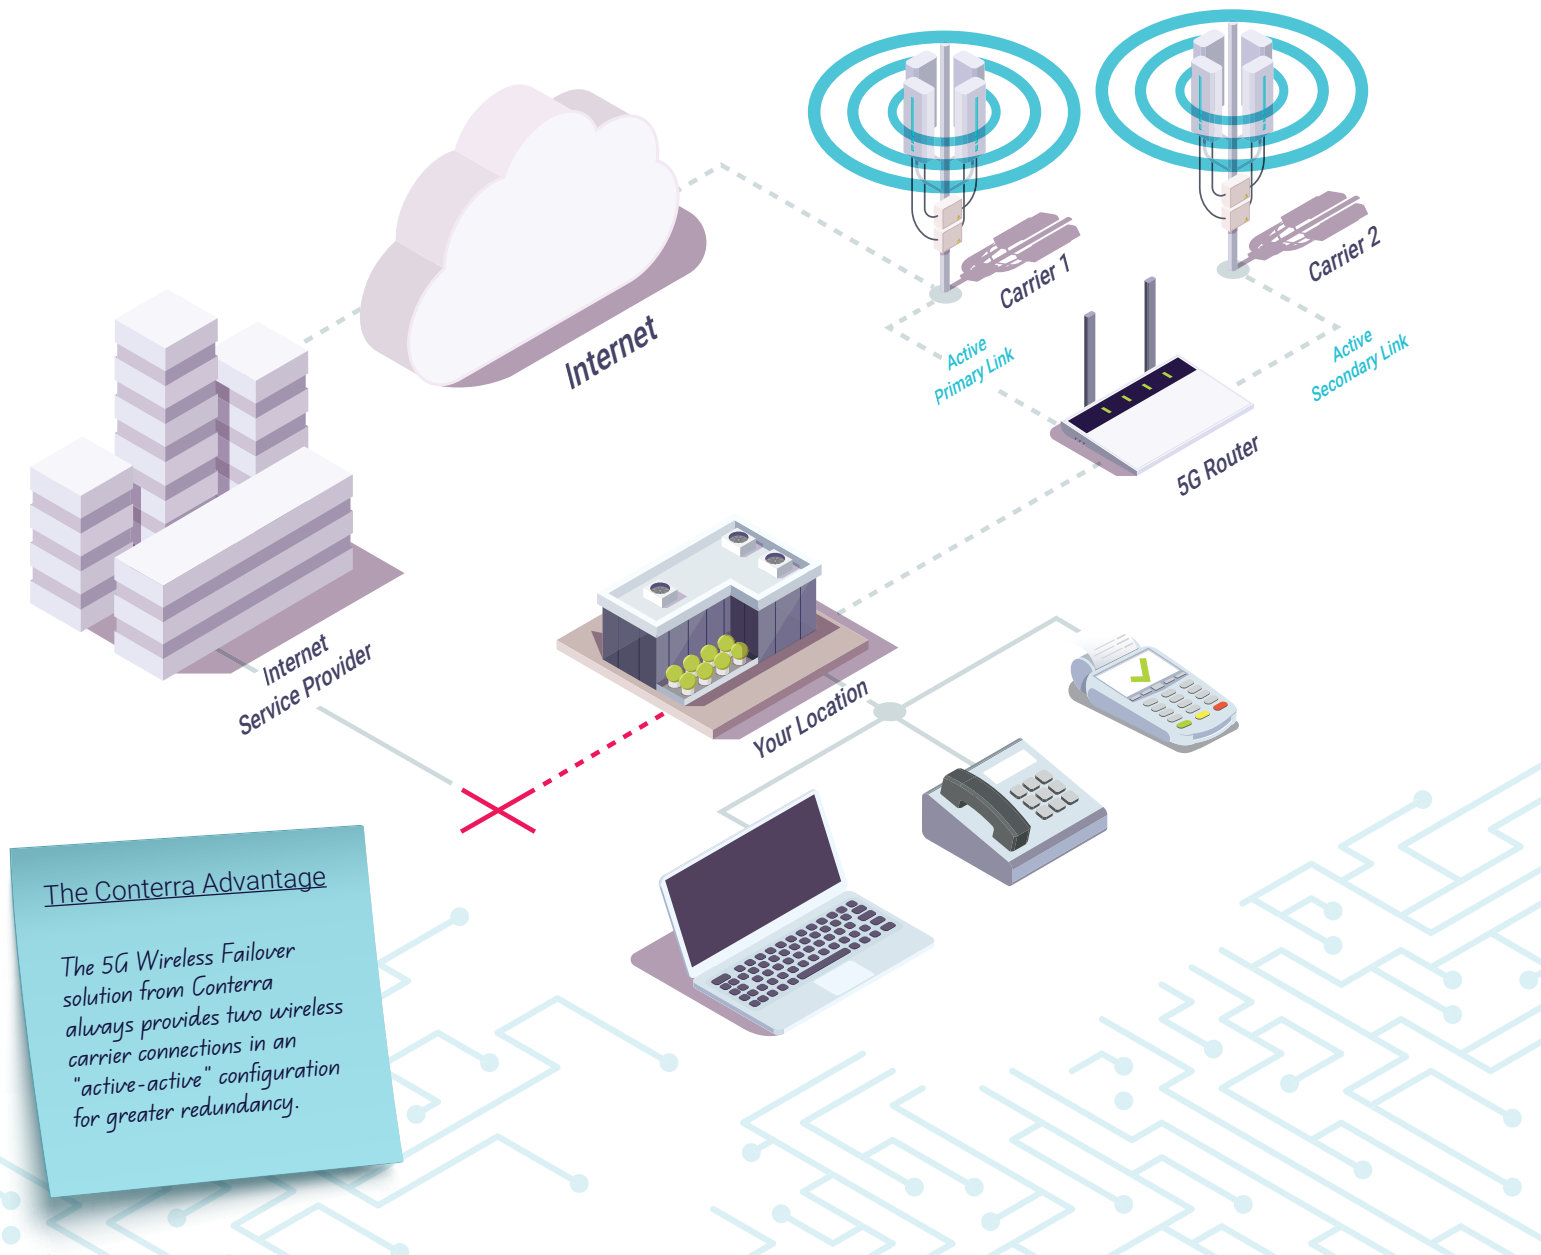 Internet
Carrier 1
Carrier 2
Active
Primary Link
Active
Secondary Link
5G Router
Internet
Service Provider
Your Location
The Conterra Advantage
The 5G Wireless Failover
solution from Conterra
always provides two wireless
carrier connections in an
"active-active" configuration
for greater redundancy.